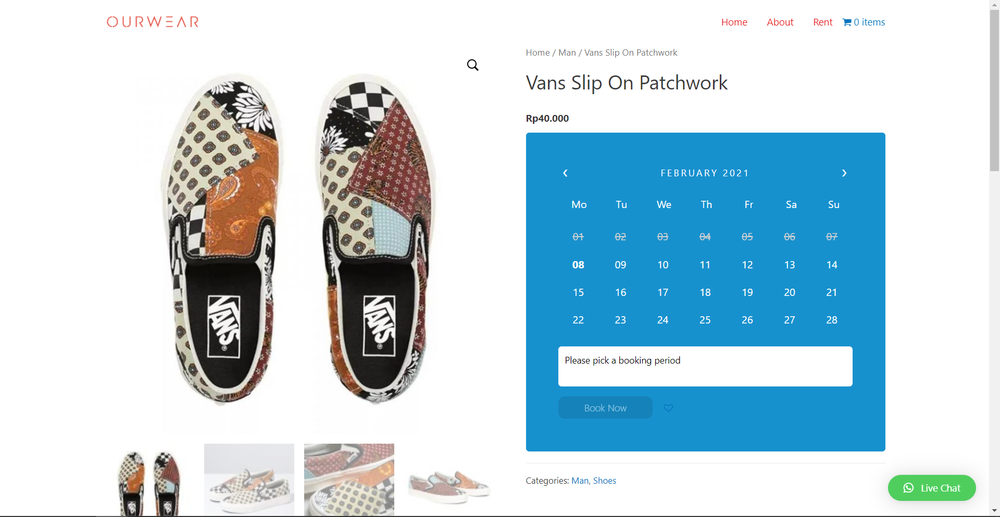 OURWEAR
Home About Rent 0 items
Home / Man / Vans Slip On Patchwork
Vans Slip On Patchwork
Rp40.000
FEBRUARY 2021
Mo Tu We Th Fr Sa Su
01 02 03 04 05 06 07
08 09 10 11 12 13 14
15 16 17 18 19 20 21
22 23 24 25 26 27 28
Please pick a booking period
Book Now
Categories: Man, Shoes
Live Chat
VANS
VANS
VANS
VANS